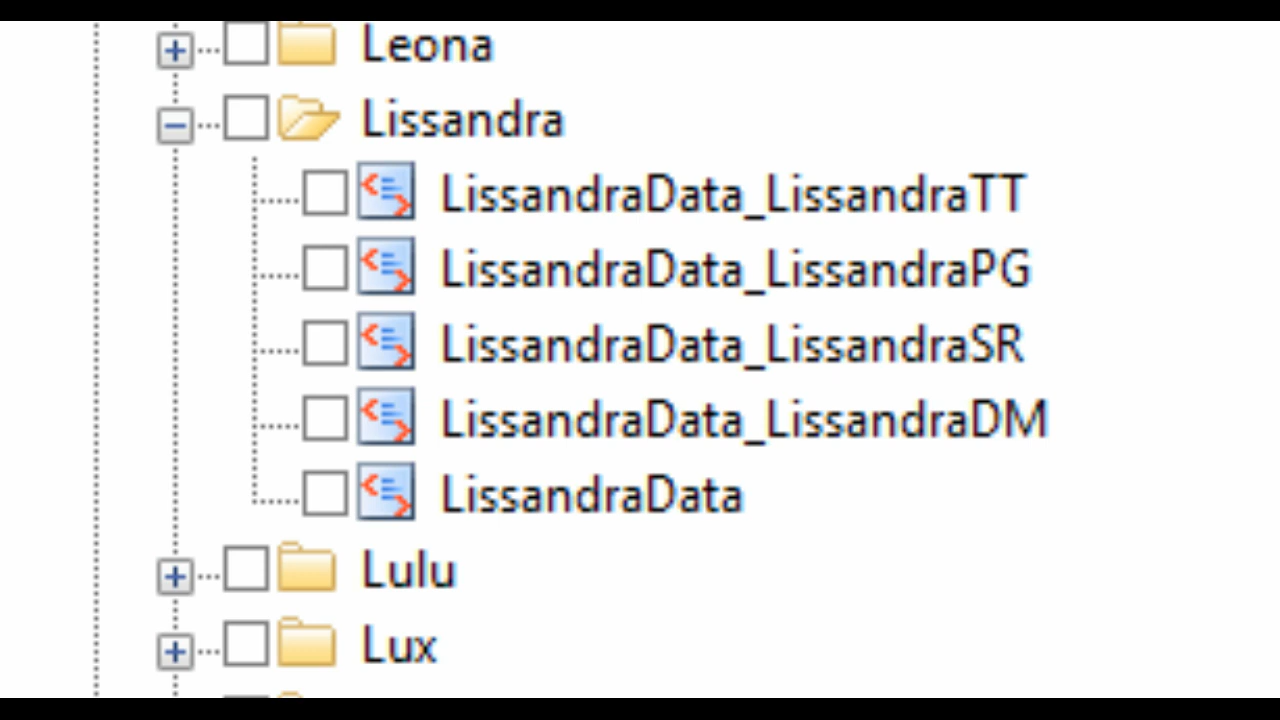 Leona
Lissandra
LissandraData_LissandraTT
LissandraData_LissandraPG
LissandraData_LissandraSR
LissandraData_LissandraDM
LissandraData
Lulu
Lux